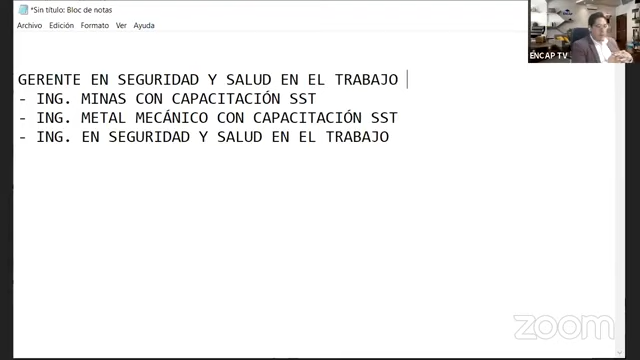 *Sin título: Bloc de notas
Archivo Edición Formato Ver Ayuda
GERENTE EN SEGURIDAD Y SALUD EN EL TRABAJO
- ING. MINAS CON CAPACITACIÓN SST
- ING. METAL MECÁNICO CON CAPACITACIÓN SST
- ING. EN SEGURIDAD Y SALUD EN EL TRABAJO
ENCAP TV
zoom